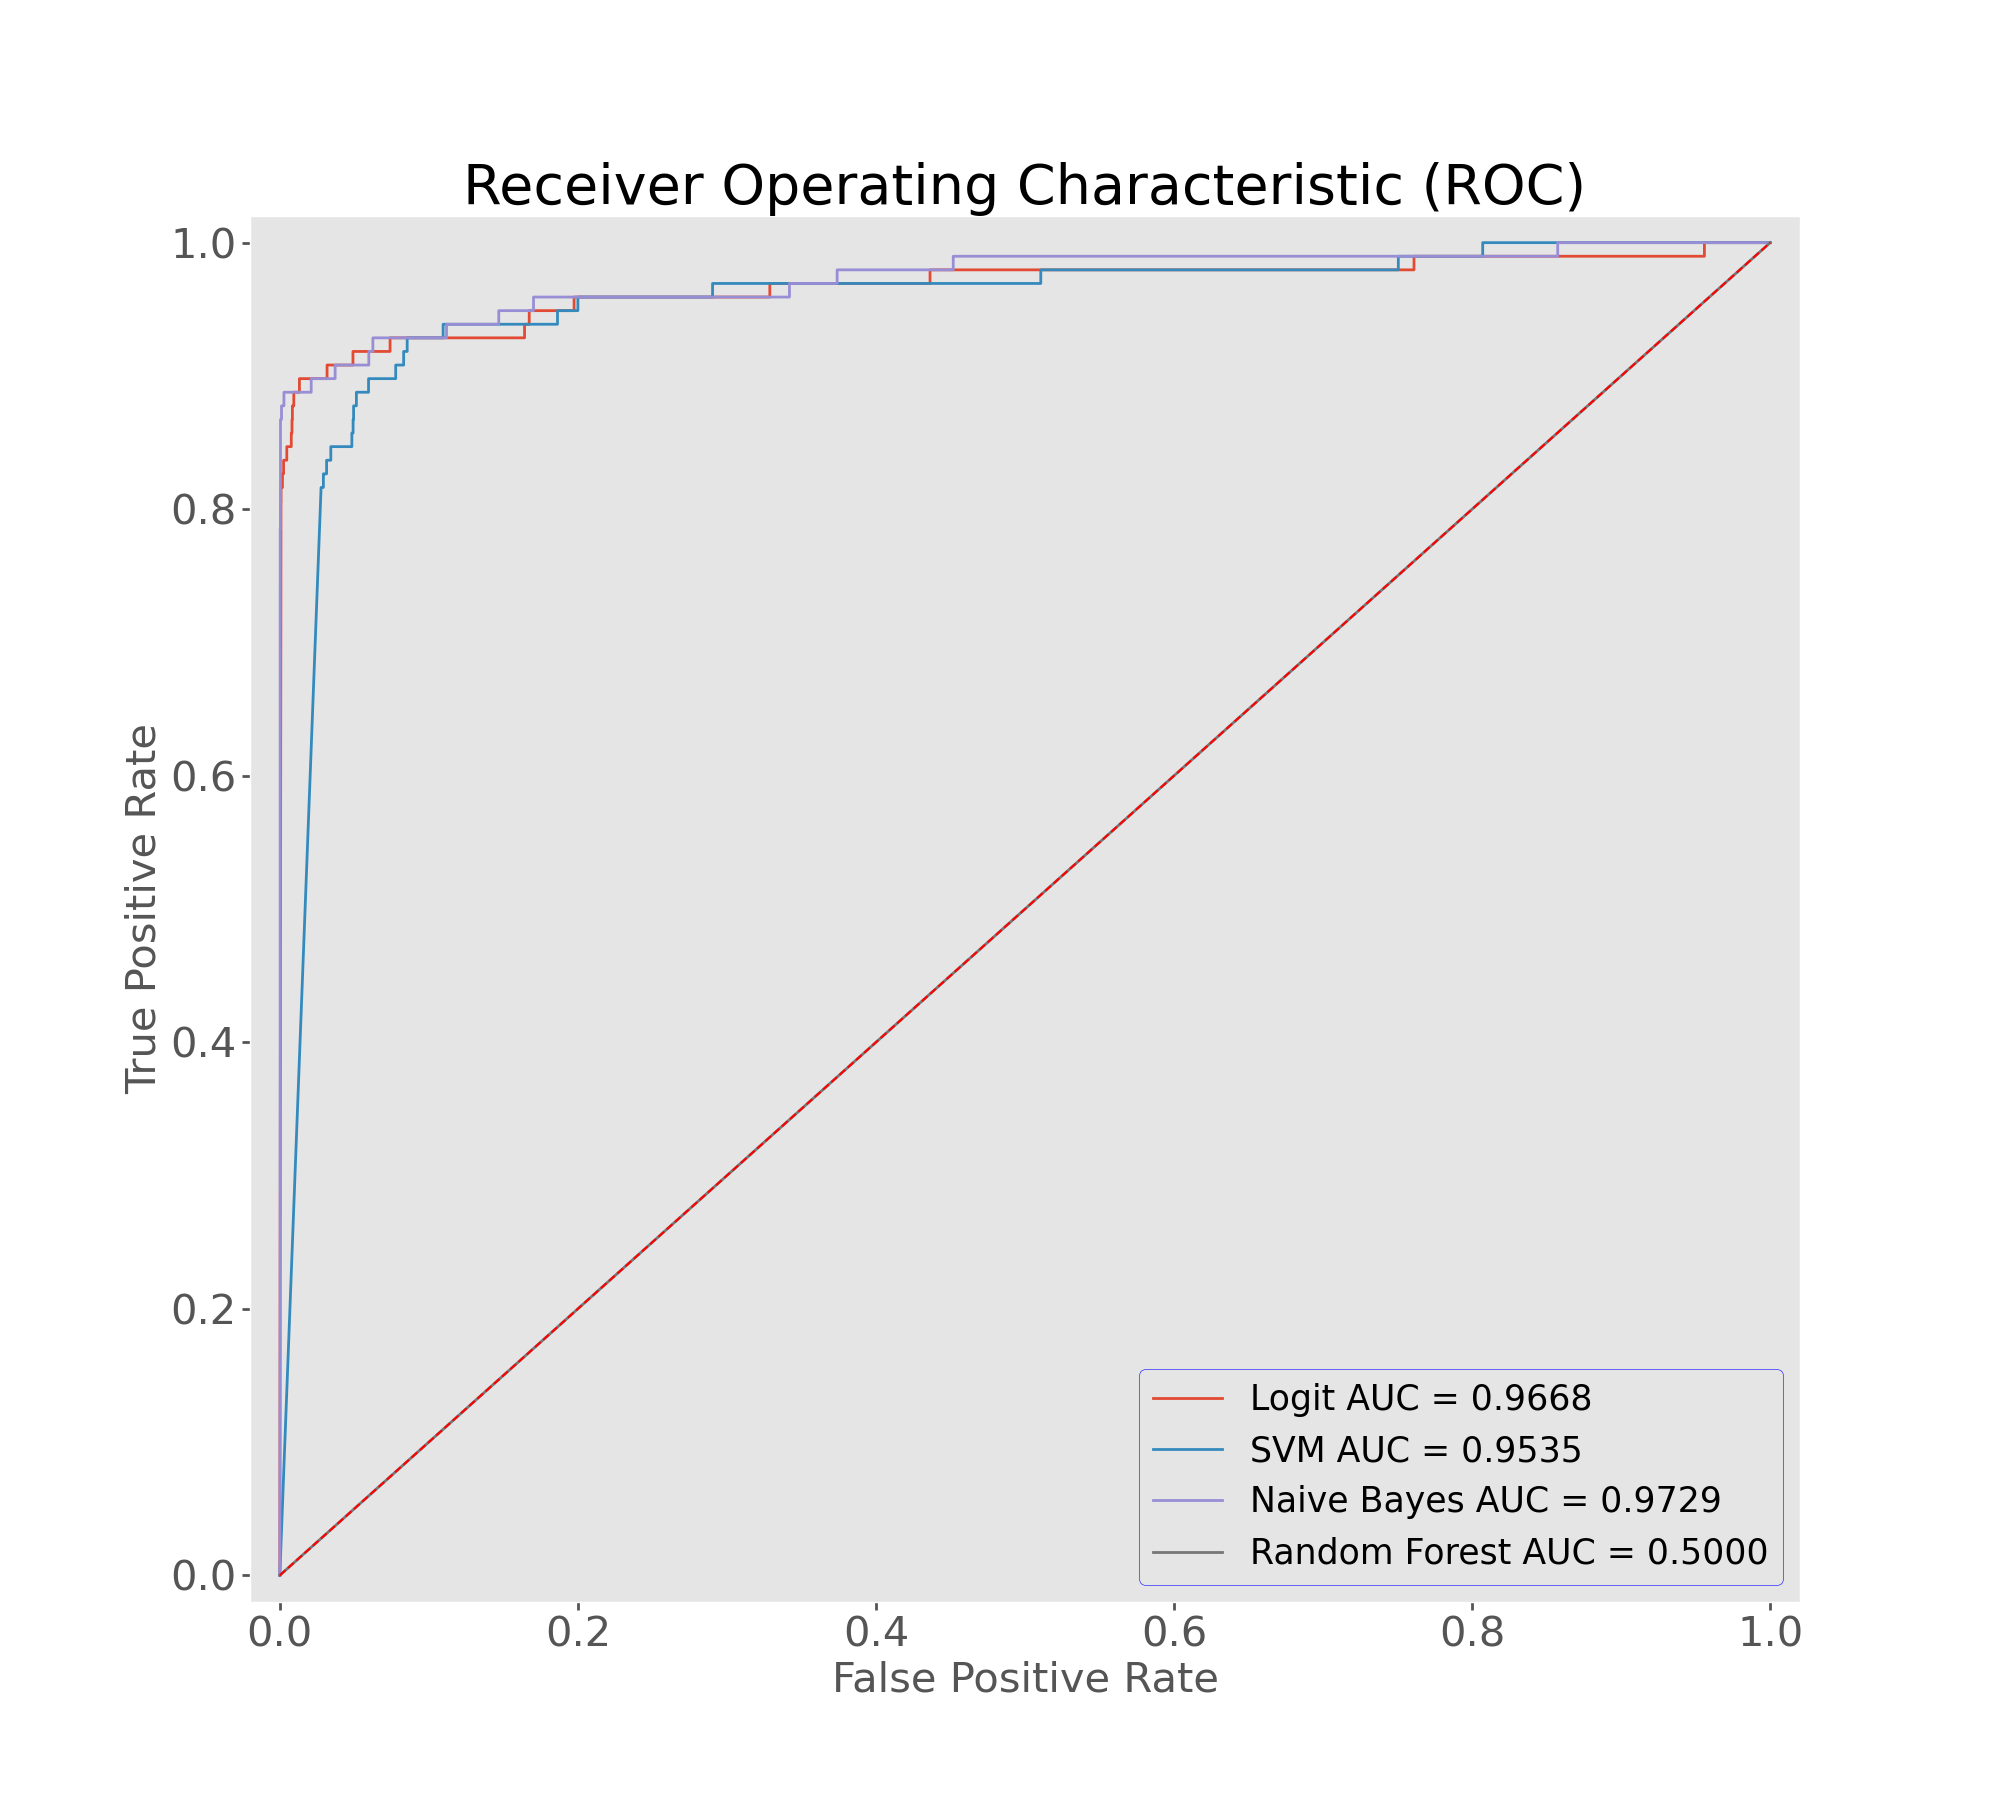 Receiver Operating Characteristic (ROC)
1.0
0.8
0.6
0.4
0.2
0.0
True Positive Rate
Logit AUC = 0.9668
SVM AUC = 0.9535
Naive Bayes AUC = 0.9729
Random Forest AUC = 0.5000
0.0 0.2 0.4 0.6 0.8 1.0
False Positive Rate